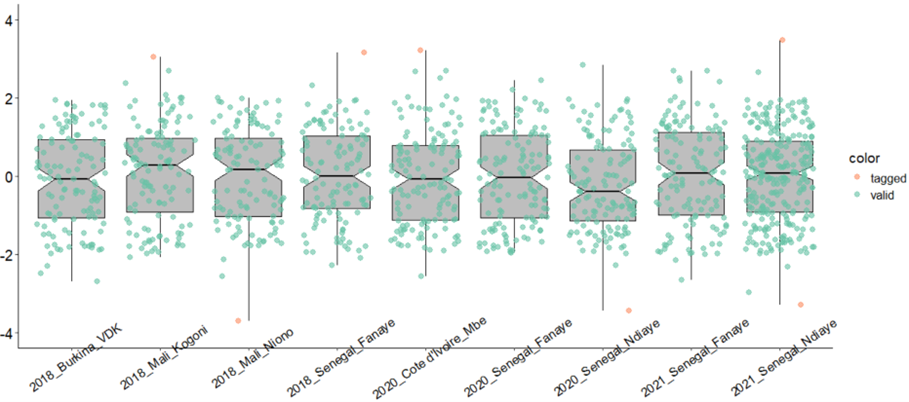 4
2
0
-2
-4
2018_Burkina_VDK
2018_Mali_Kogoni
2018_Mali_Niono
2018_Senegal_Fanaye
2020_Cote d'Ivoire_Mbe
2020_Senegal_Fanaye
2020_Senegal_Ndiaye
2021_Senegal_Fanaye
2021_Senegal_Ndiaye
color
tagged
valid